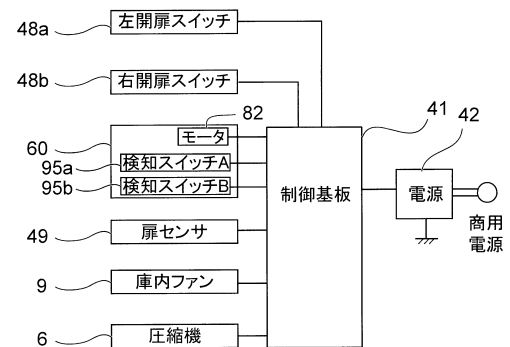 48a 左開扉スイッチ
48b 右開扉スイッチ
82
モータ
60
95a 検知スイッチA
95b 検知スイッチB
49 扉センサ
9 庫内ファン
6 圧縮機
41
制御基板
42
電源
商用
電源